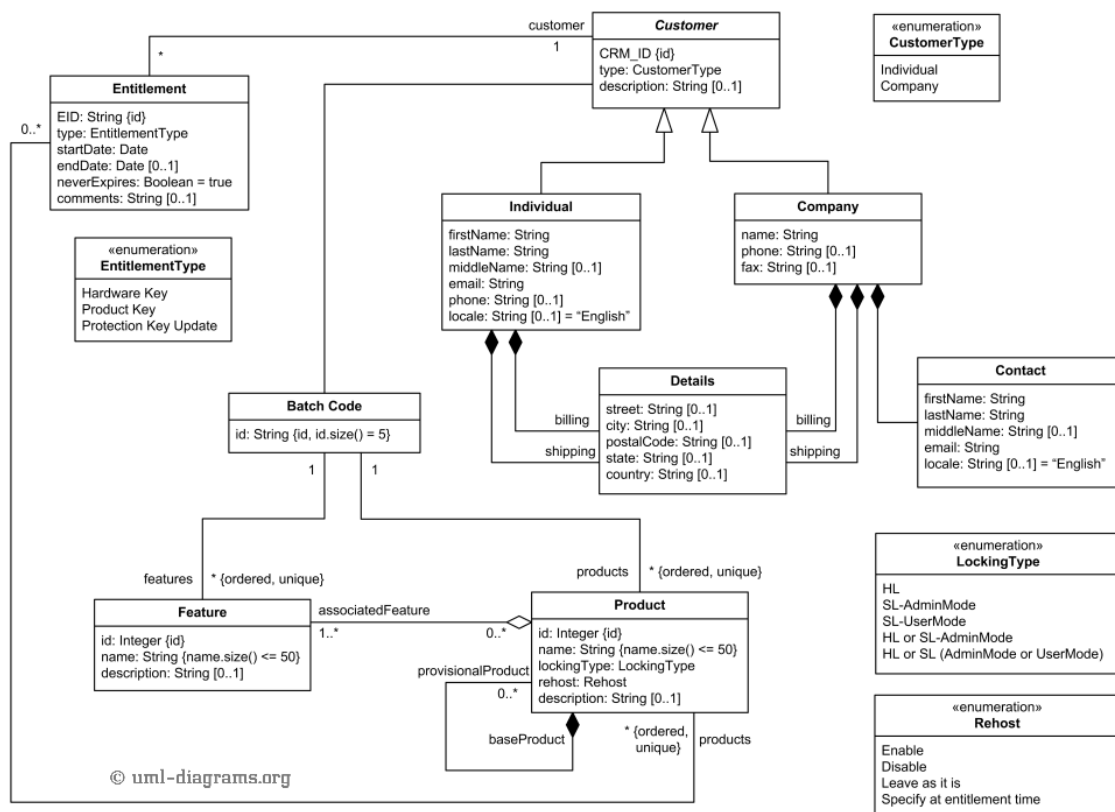 customer
1
*
Customer
CRM_ID {id}
type: CustomerType
description: String [0..1]
«enumeration»
CustomerType
Individual
Company
Entitlement
EID: String {id}
type: EntitlementType
startDate: Date
endDate: Date [0..1]
neverExpires: Boolean = true
comments: String [0..1]
0..*
«enumeration»
EntitlementType
Hardware Key
Product Key
Protection Key Update
Individual
firstName: String
lastName: String
middleName: String [0..1]
email: String
phone: String [0..1]
locale: String [0..1] = “English”
Company
name: String
phone: String [0..1]
fax: String [0..1]
Details
street: String [0..1]
city: String [0..1]
postalCode: String [0..1]
state: String [0..1]
country: String [0..1]
billing
shipping
billing
shipping
Contact
firstName: String
lastName: String
middleName: String [0..1]
email: String
locale: String [0..1] = “English”
Batch Code
id: String {id, id.size() = 5}
1
1
features
* {ordered, unique}
products
* {ordered, unique}
Feature
id: Integer {id}
name: String {name.size() <= 50}
description: String [0..1]
associatedFeature
1..*
0..*
Product
id: Integer {id}
name: String {name.size() <= 50}
lockingType: LockingType
rehost: Rehost
description: String [0..1]
provisionalProduct
0..*
baseProduct
* {ordered,
unique}
products
«enumeration»
LockingType
HL
SL-AdminMode
SL-UserMode
HL or SL-AdminMode
HL or SL (AdminMode or UserMode)
«enumeration»
Rehost
Enable
Disable
Leave as it is
Specify at entitlement time
© uml-diagrams.org